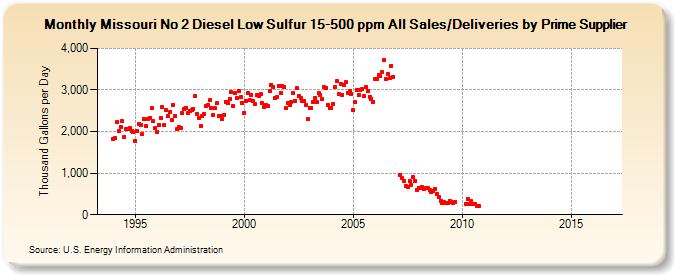 Monthly Missouri No 2 Diesel Low Sulfur 15-500 ppm All Sales/Deliveries by Prime Supplier
Thousand Gallons per Day
4,000
3,000
2,000
1,000
0
1995 2000 2005 2010 2015
Source: U.S. Energy Information Administration